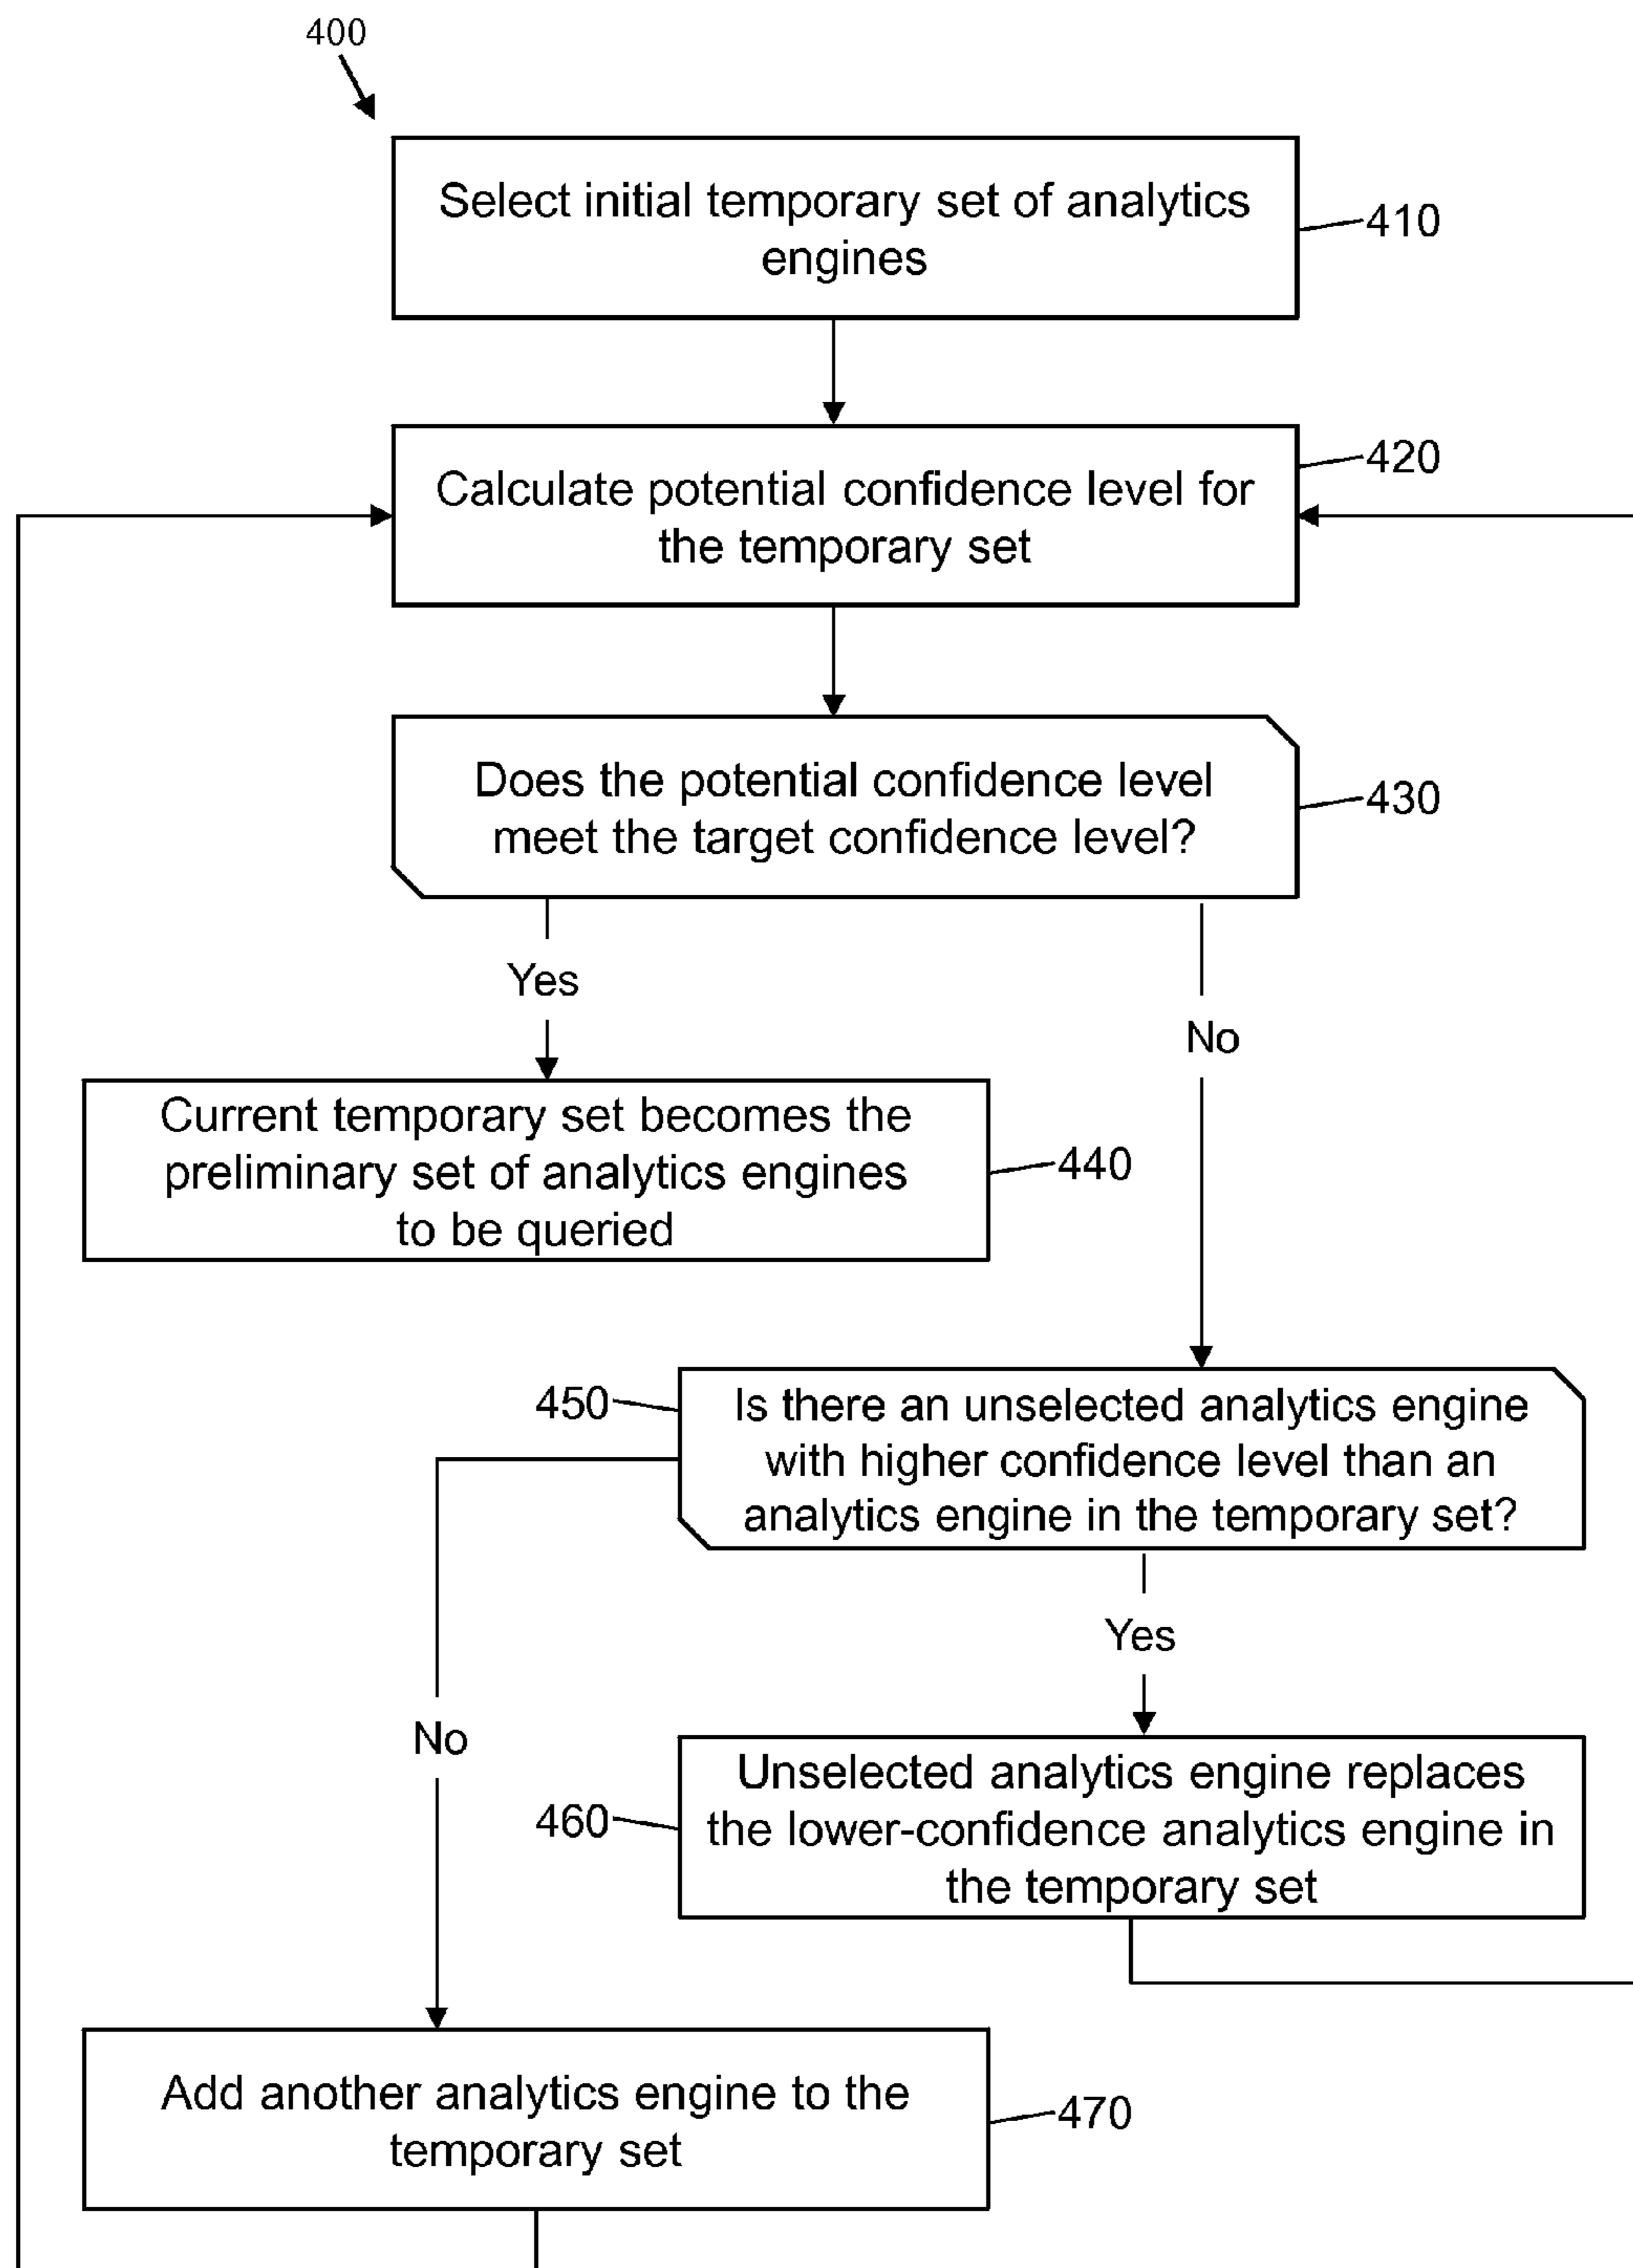 400
Select initial temporary set of analytics
engines
410
420
Calculate potential confidence level for
the temporary set
Does the potential confidence level
meet the target confidence level?
430
Yes
No
Current temporary set becomes the
preliminary set of analytics engines
to be queried
440
450
Is there an unselected analytics engine
with higher confidence level than an
analytics engine in the temporary set?
Yes
No
460
Unselected analytics engine replaces
the lower-confidence analytics engine in
the temporary set
Add another analytics engine to the
temporary set
470